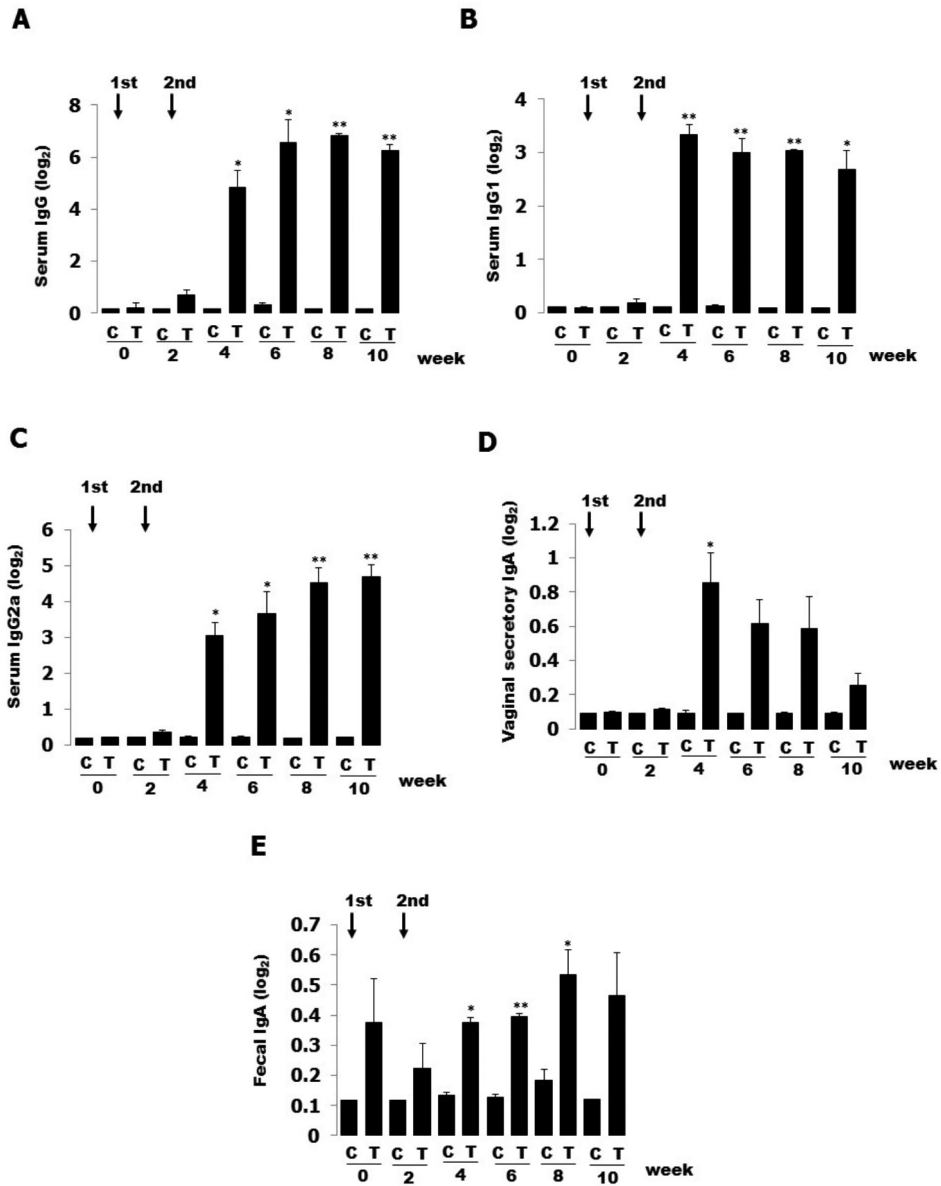 A
1st 2nd
Serum IgG (log₂)
8
6
4
2
0
* * ** **
C T C T C T C T C T C T
0 2 4 6 8 10 week
B
1st 2nd
Serum IgG1 (log₂)
4
3
2
1
0
** ** ** *
C T C T C T C T C T C T
0 2 4 6 8 10 week
C
1st 2nd
Serum IgG2a (log₂)
6
5
4
3
2
1
0
* * ** **
C T C T C T C T C T C T
0 2 4 6 8 10 week
D
1st 2nd
Vaginal secretory IgA (log₂)
1.2
1
0.8
0.6
0.4
0.2
0
*
C T C T C T C T C T C T
0 2 4 6 8 10 week
E
1st 2nd
Fecal IgA (log₂)
0.7
0.6
0.5
0.4
0.3
0.2
0.1
0
* ** *
C T C T C T C T C T C T
0 2 4 6 8 10 week